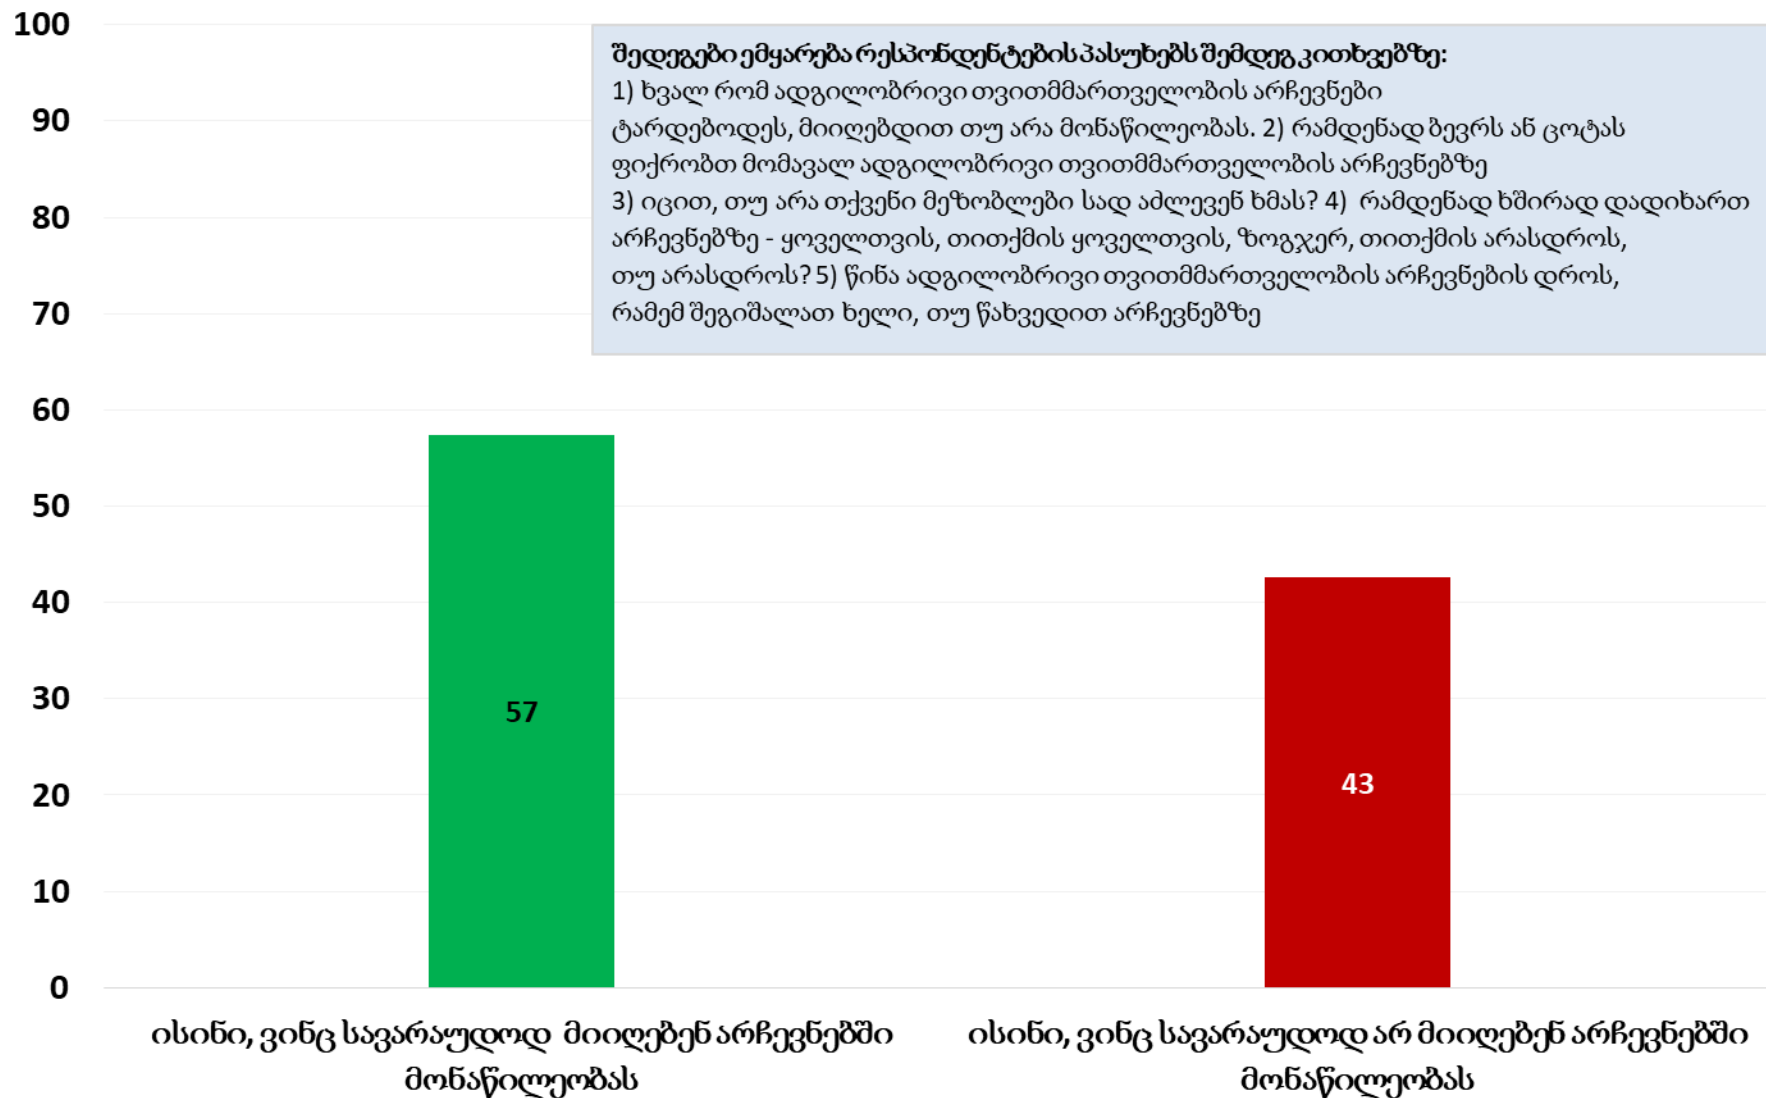 100
90
80
70
60
50
40
30
20
10
0
შედეგები ემყარება რესპონდენტების პასუხებს შემდეგ კითხვებზე:
1) ხვალ რომ ადგილობრივი თვითმმართველობის არჩევნები
ტარდებოდეს, მიიღებდით თუ არა მონაწილეობას. 2) რამდენად ბევრს ან ცოტას
ფიქრობთ მომავალ ადგილობრივი თვითმმართველობის არჩევნებზე
3) იცით, თუ არა თქვენი მეზობლები სად აძლევენ ხმას? 4) რამდენად ხშირად დადიხართ
არჩევნებზე - ყოველთვის, თითქმის ყოველთვის, ზოგჯერ, თითქმის არასდროს,
თუ არასდროს? 5) წინა ადგილობრივი თვითმმართველობის არჩევნების დროს,
რამემ შეგიშალათ ხელი, თუ წახვედით არჩევნებზე
57
43
ისინი, ვინც სავარაუდოდ მიიღებენ არჩევნებში
მონაწილეობას
ისინი, ვინც სავარაუდოდ არ მიიღებენ არჩევნებში
მონაწილეობას